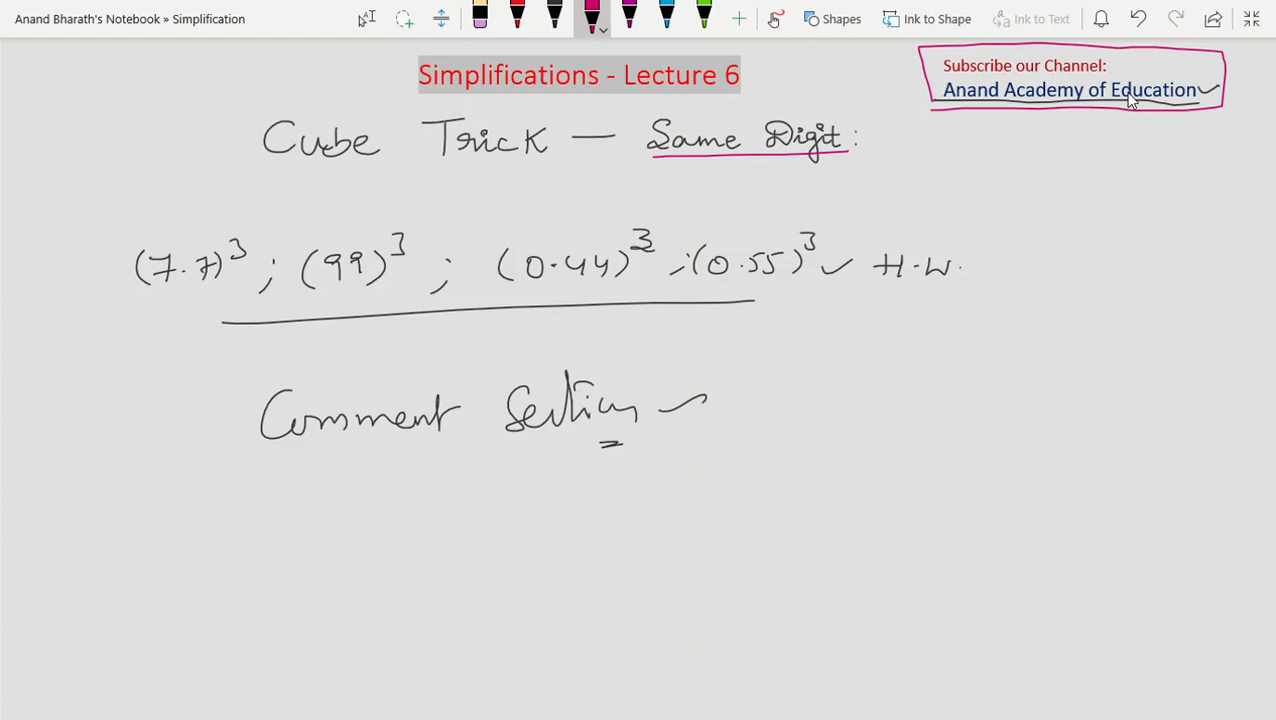 Anand Bharath's Notebook » Simplification
Shapes
Ink to Shape
Ink to Text
Simplifications - Lecture 6
Subscribe our Channel:
Anand Academy of Education
Cube Trick — Same Digit:
(7.7)³ ; (99)³ ; (0.44)³ ; (0.55)³ ✓ H.W.
Comment Section